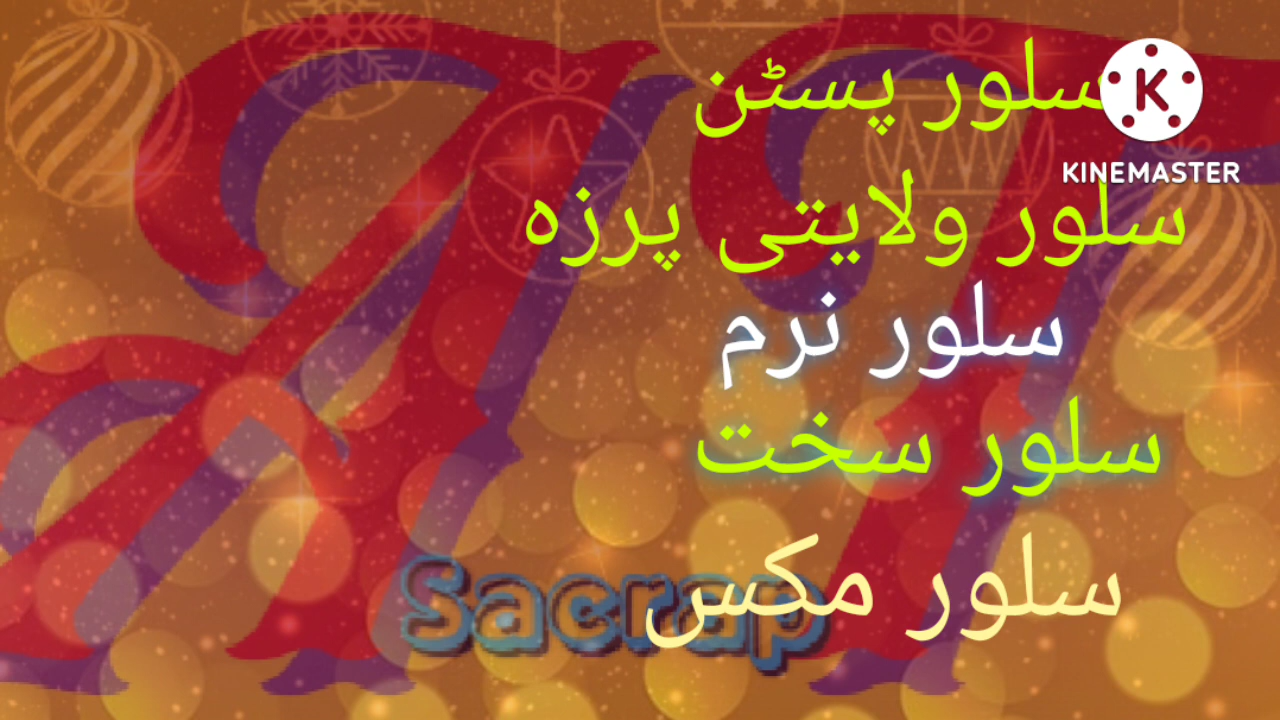 سلور پسٹن
KINEMASTER
سلور ولایتی پرزہ
سلور نرم
سلور سخت
سلور مکس
Sacrap